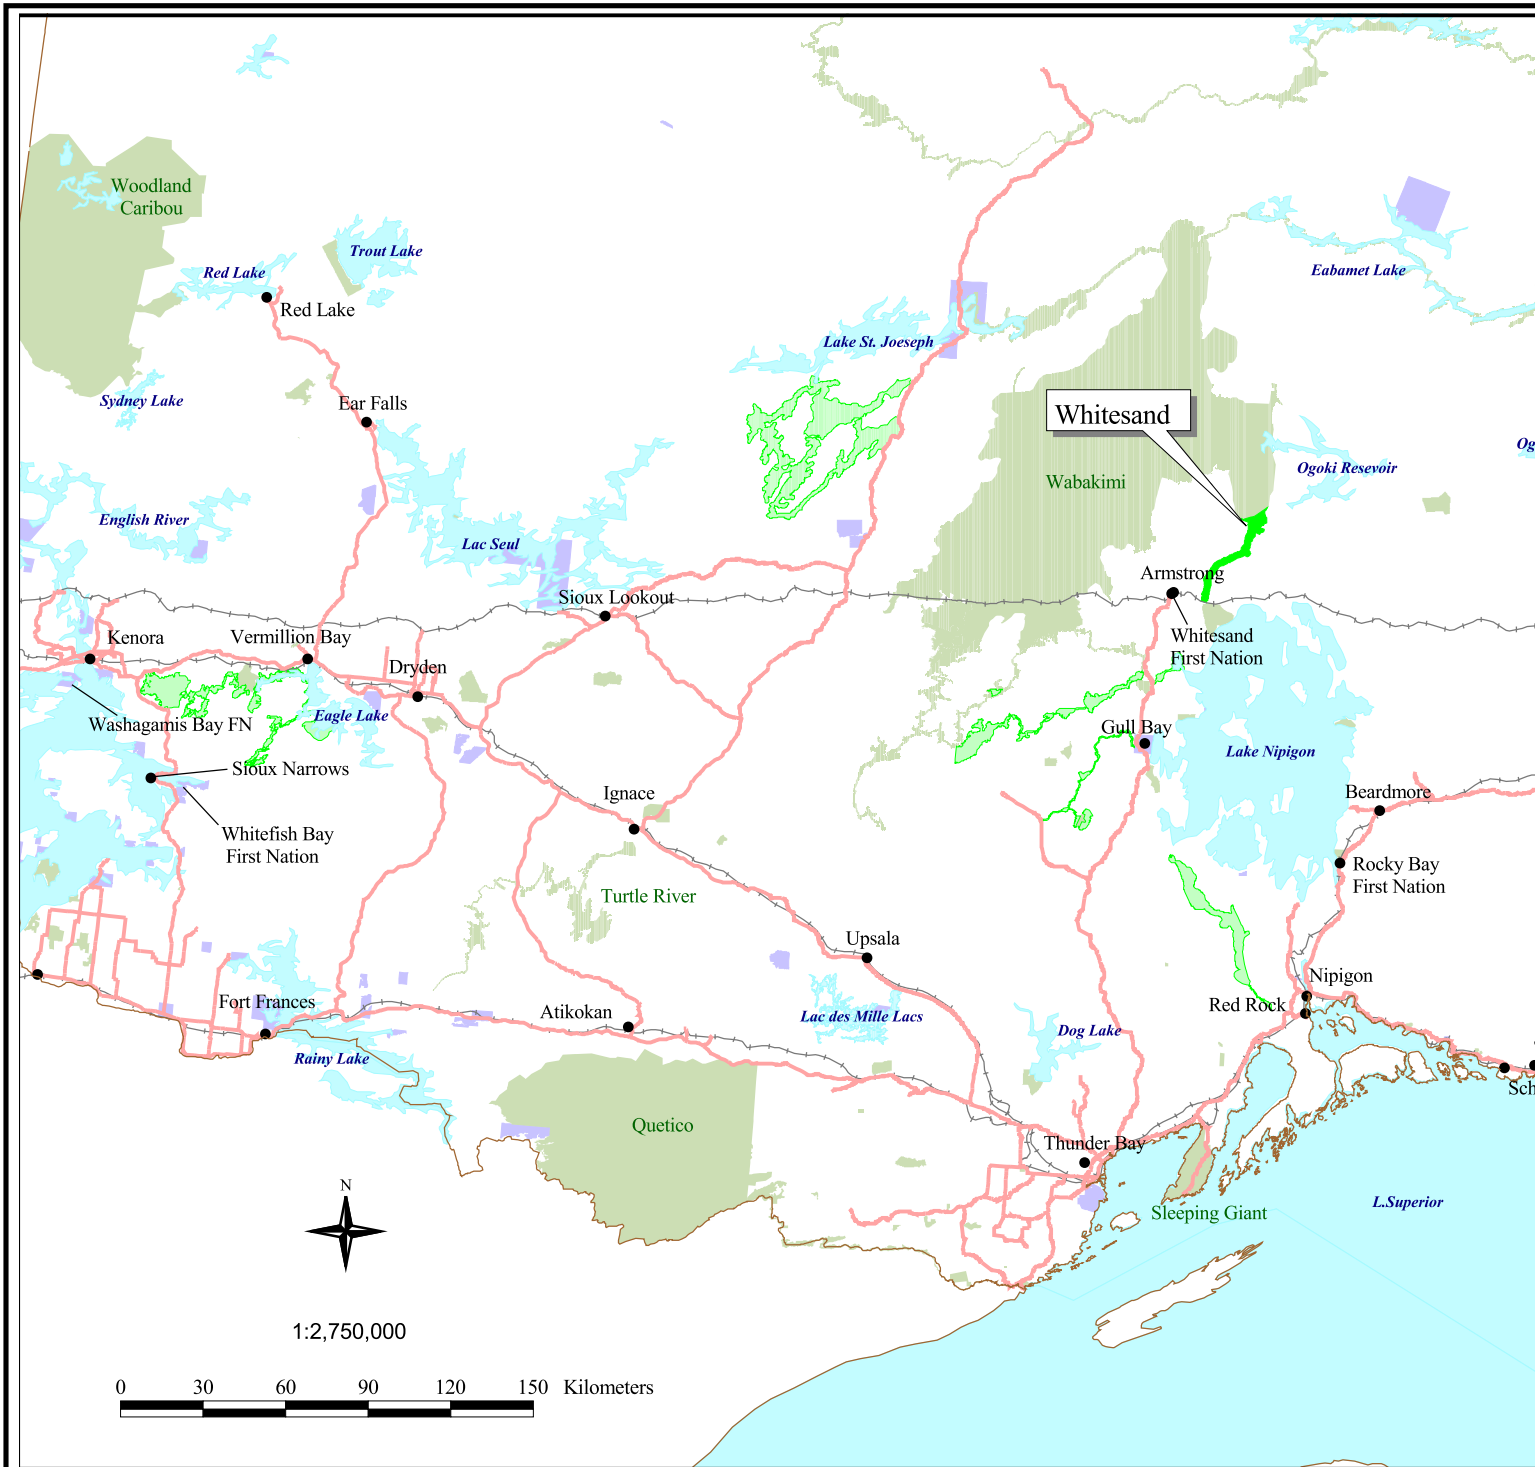 Woodland
Caribou
Trout Lake
Red Lake
Red Lake
Eabamet Lake
Lake St. Joeseph
Sydney Lake
Ear Falls
Whitesand
Og
Ogoki Resevoir
Wabakimi
English River
Lac Seul
Armstrong
Sioux Lookout
Kenora
Vermillion Bay
Whitesand
First Nation
Dryden
Washagamis Bay FN
Eagle Lake
Gull Bay
Lake Nipigon
Sioux Narrows
Ignace
Beardmore
Whitefish Bay
First Nation
Rocky Bay
First Nation
Turtle River
Upsala
Nipigon
Fort Frances
Red Rock
Atikokan
Lac des Mille Lacs
Dog Lake
Rainy Lake
Sch
Quetico
Thunder Bay
N
L.Superior
Sleeping Giant
1:2,750,000
0 30 60 90 120 150 Kilometers